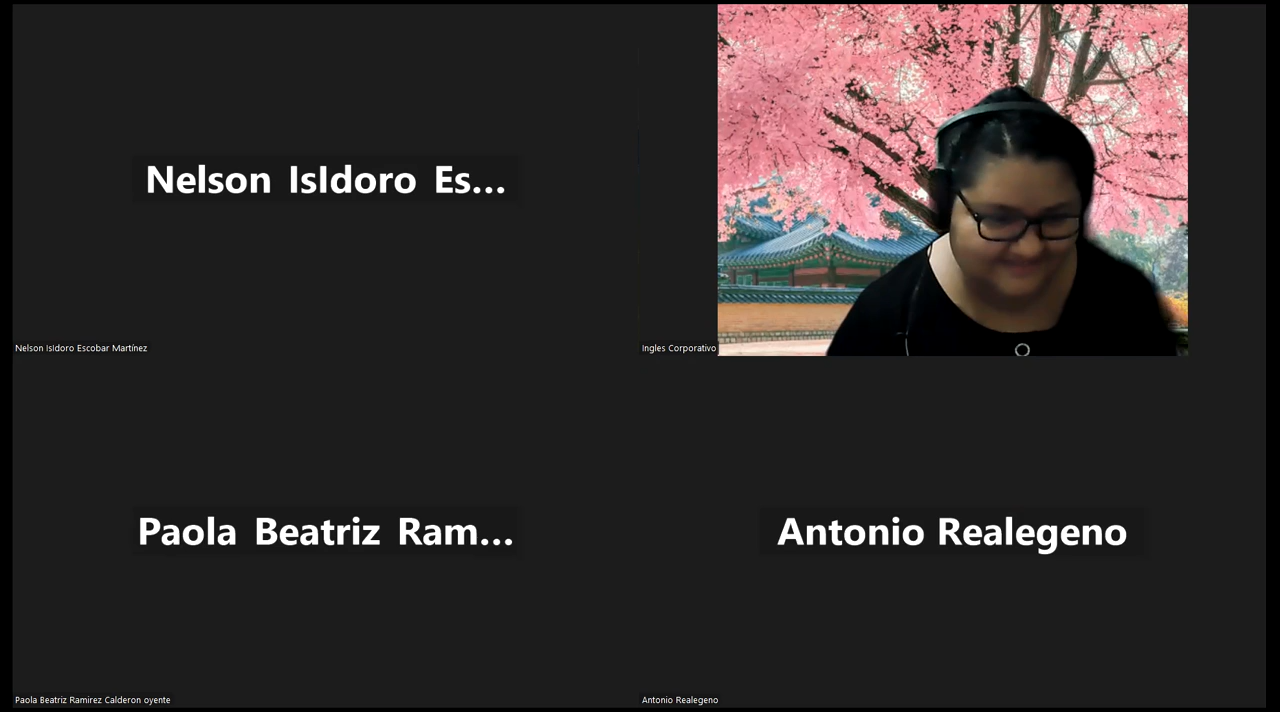 Nelson IsIdoro Es...
Nelson IsIdoro Escobar Martínez
Ingles Corporativo
Paola Beatriz Ram...
Antonio Realegeno
Paola Beatriz Ramirez Calderon oyente
Antonio Realegeno